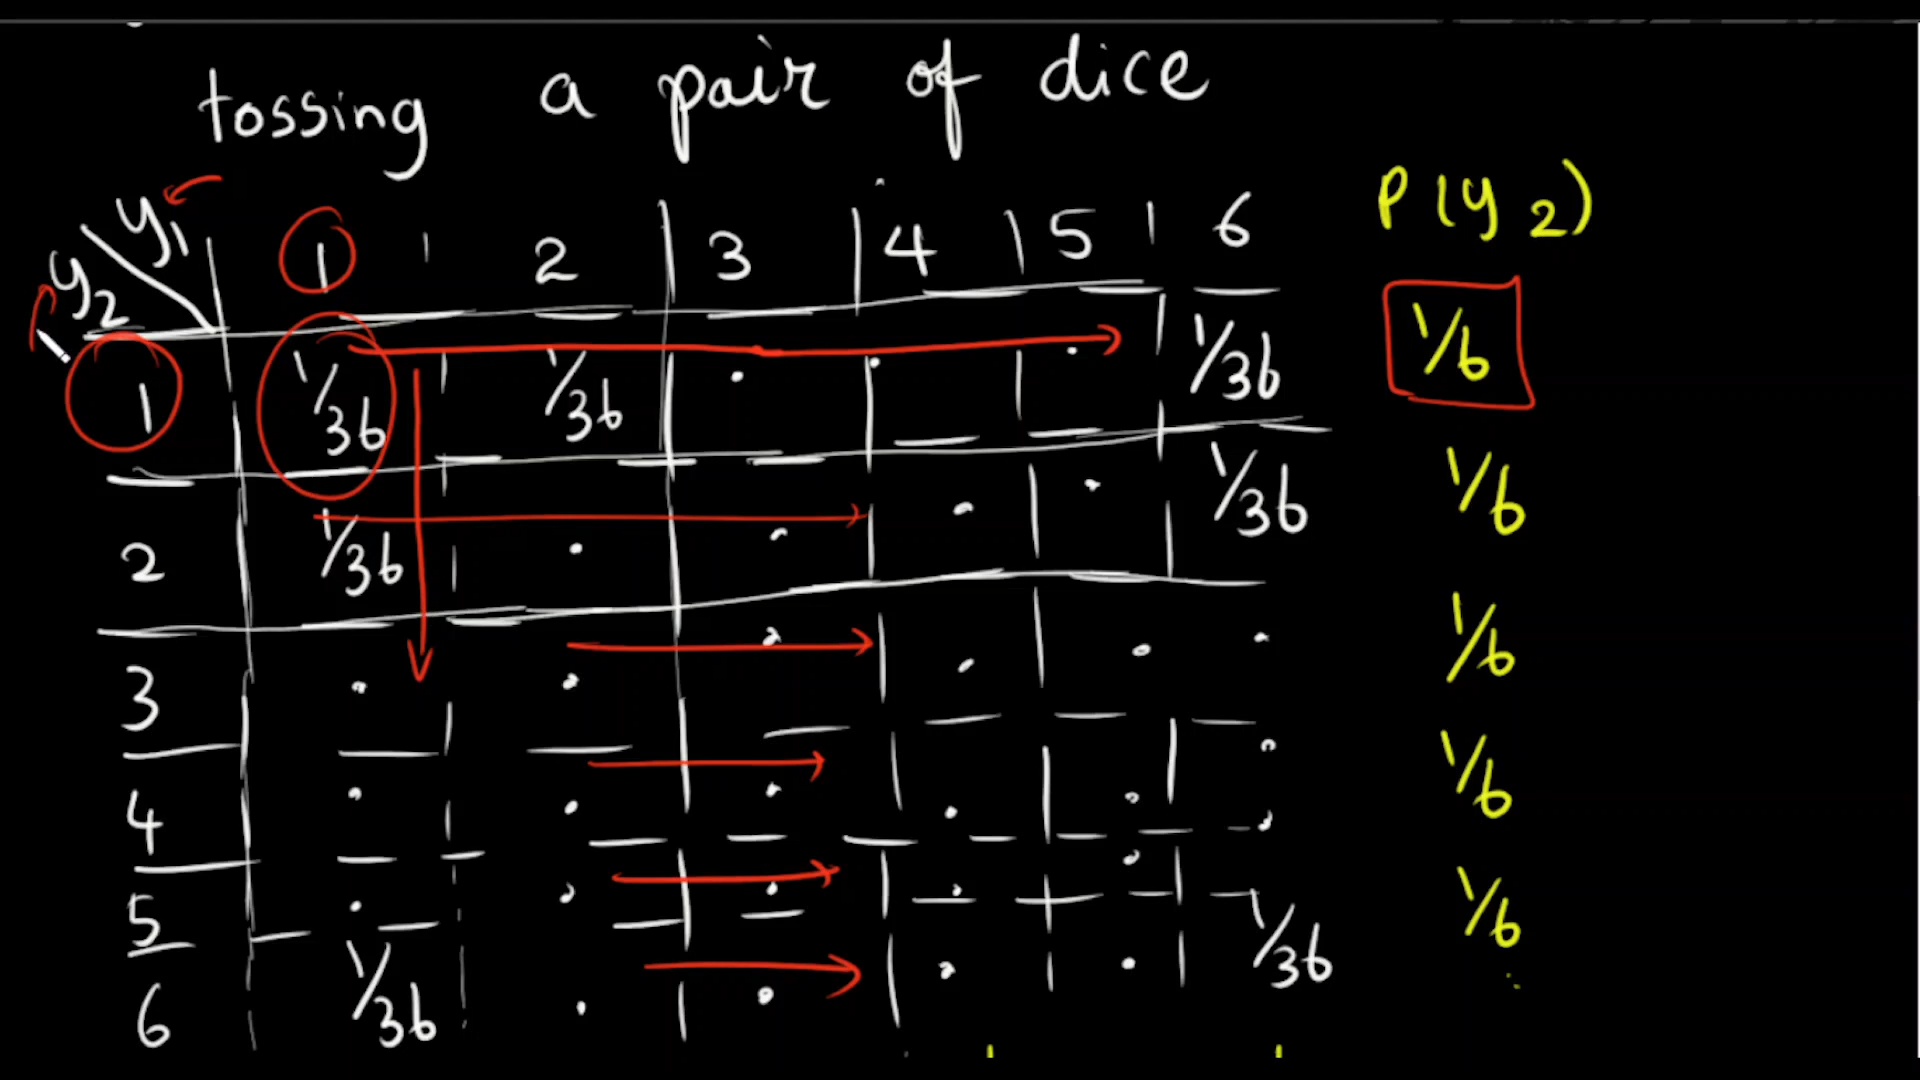 tossing a pair of dice
y1 P(y2)
y2 1 2 3 4 5 6
1 1/36 1/36 . . . 1/36 1/6
2 1/36 . . . . 1/36 1/6
3 . . . . . . 1/6
4 . . . . . . 1/6
5 . . . . . . 1/6
6 1/36 . . . . 1/36